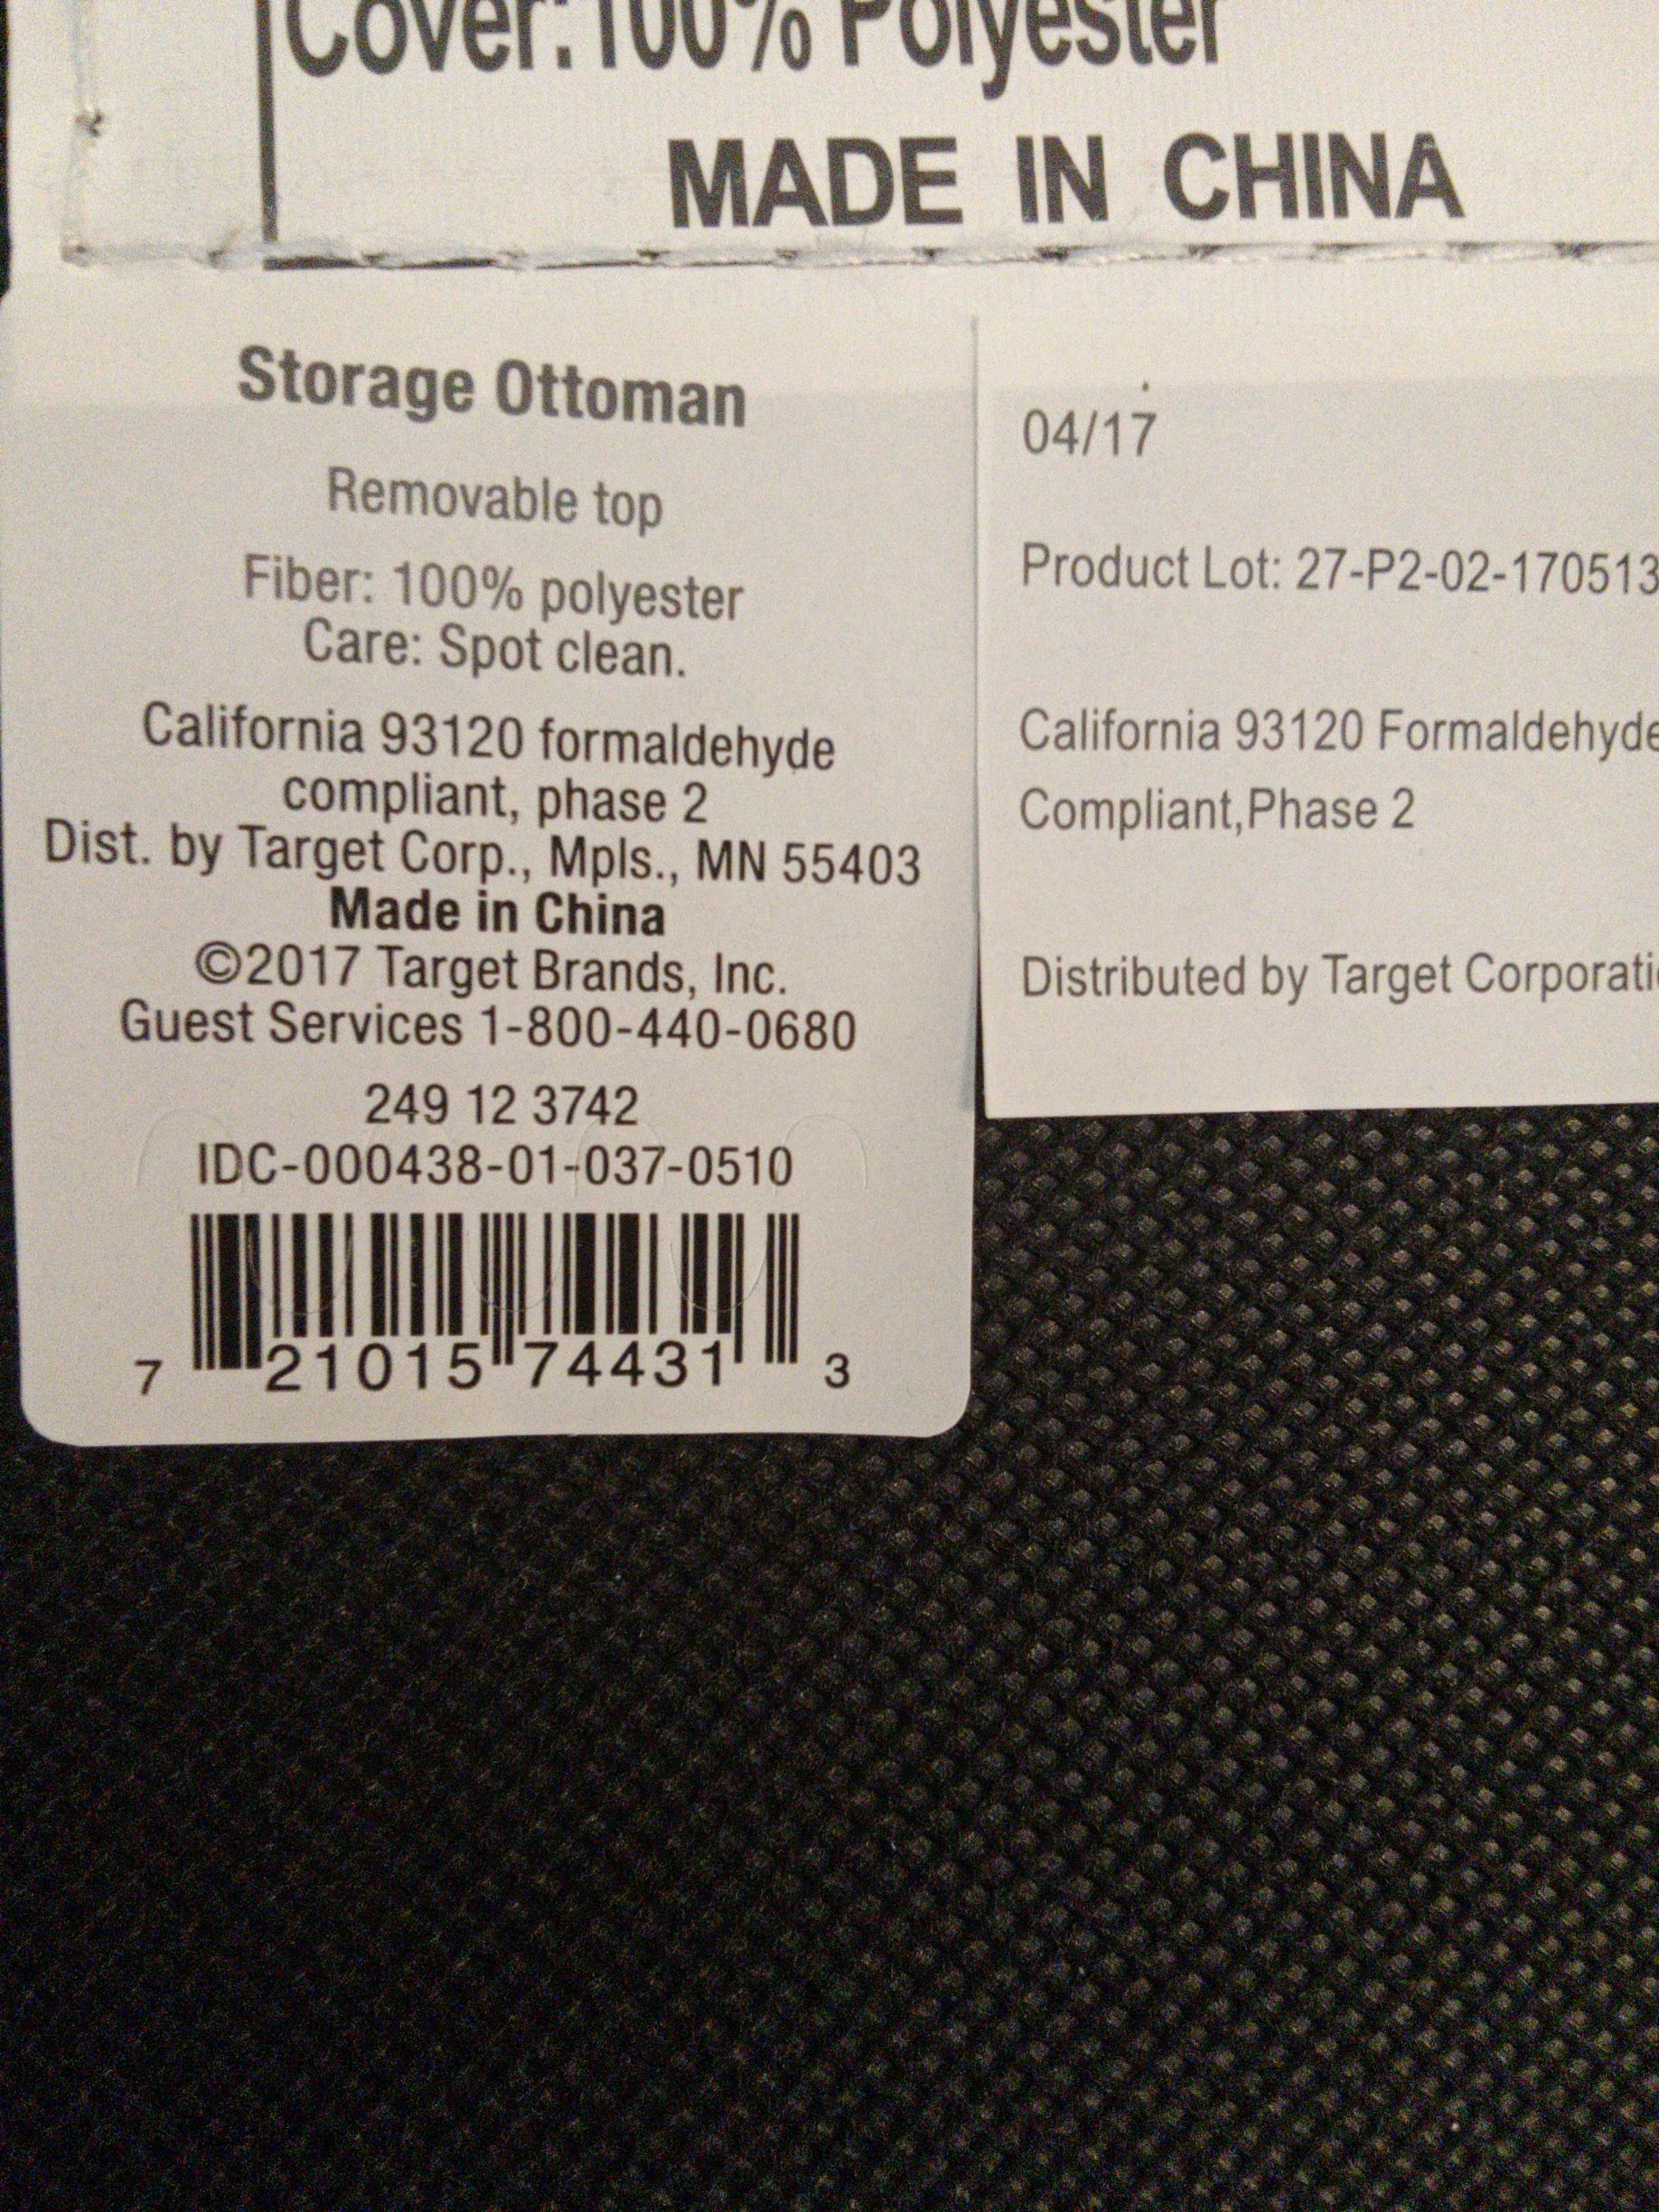 Cover: 100% Polyester
MADE IN CHINA
Storage Ottoman
Removable top
Fiber: 100% polyester
Care: Spot clean.
California 93120 formaldehyde
compliant, phase 2
Dist. by Target Corp., Mpls., MN 55403
Made in China
©2017 Target Brands, Inc.
Guest Services 1-800-440-0680
249 12 3742
IDC-000438-01-037-0510
7 21015 74431 3
04/17
Product Lot: 27-P2-02-170513
California 93120 Formaldehyde
Compliant,Phase 2
Distributed by Target Corporati